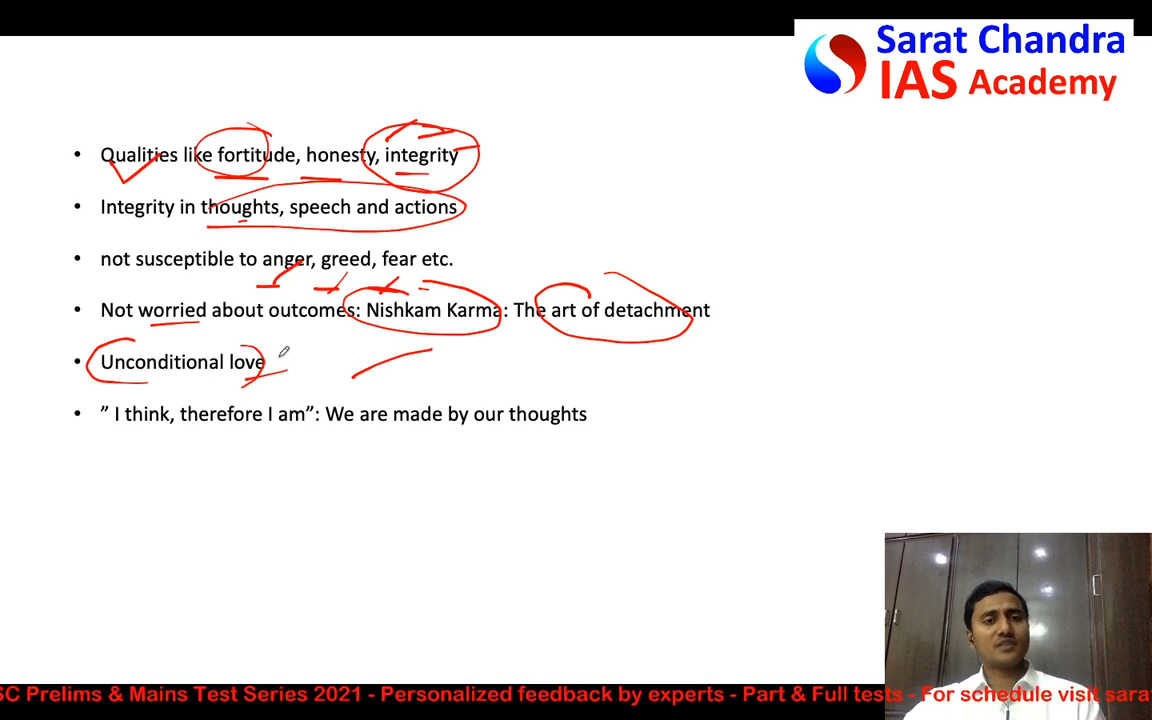 Sarat Chandra
IAS Academy
• Qualities like fortitude, honesty, integrity
• Integrity in thoughts, speech and actions
• not susceptible to anger, greed, fear etc.
• Not worried about outcomes: Nishkam Karma: The art of detachment
• Unconditional love
• ” I think, therefore I am”: We are made by our thoughts
SC Prelims & Mains Test Series 2021 - Personalized feedback by experts - Part & Full tests - For schedule visit sara